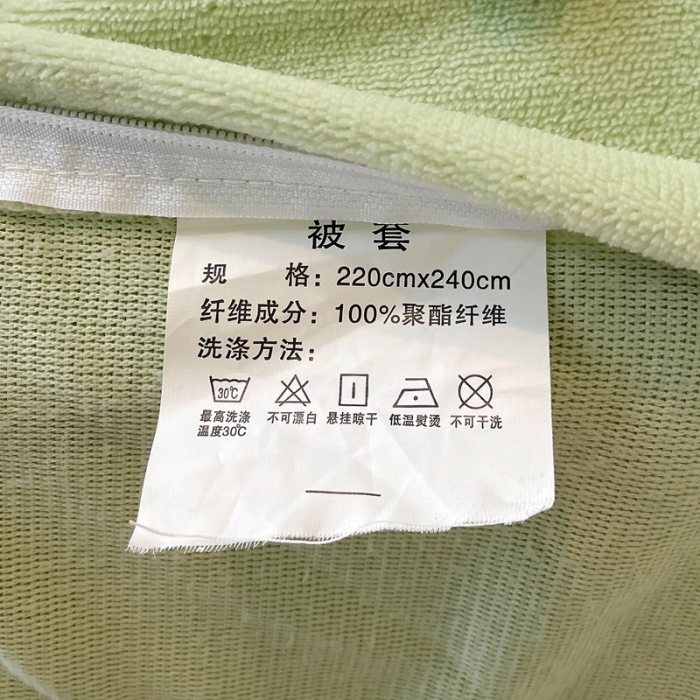 被套
规 格：220cmx240cm
纤维成分：100%聚酯纤维
洗涤方法：
30℃
最高洗涤 不可漂白 悬挂晾干 低温熨烫 不可干洗
温度30℃